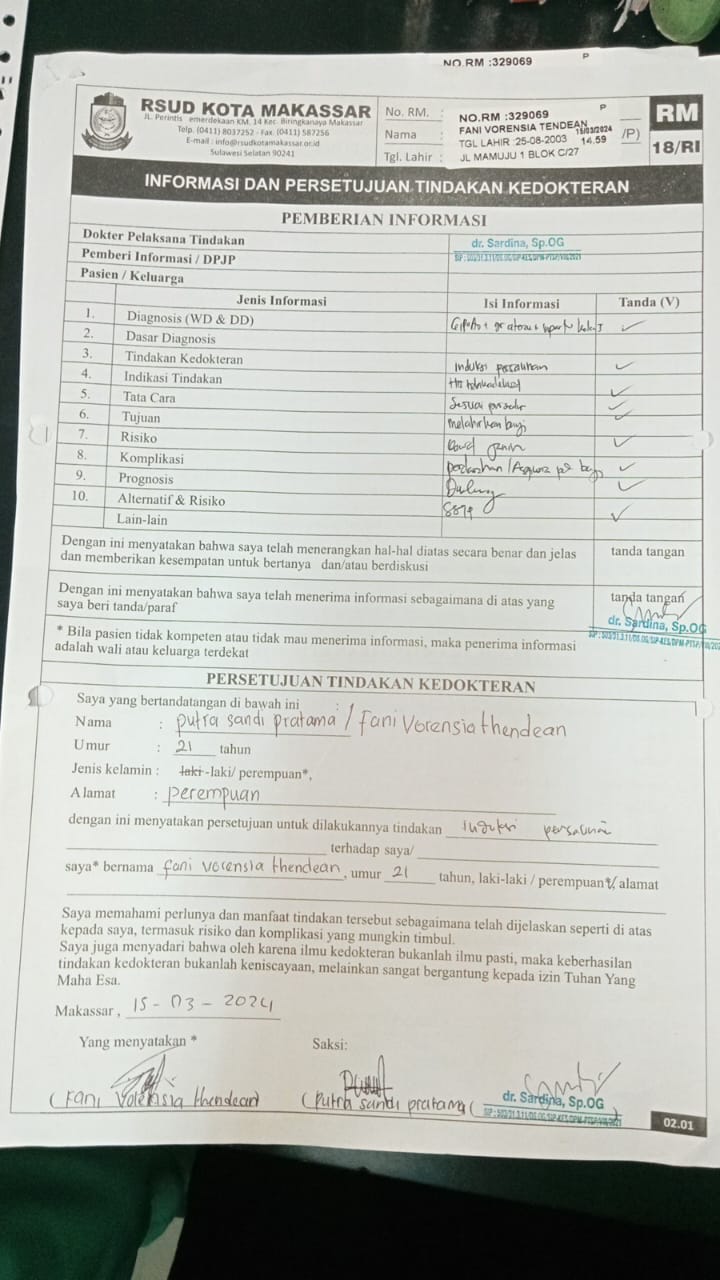 NO.RM :329069 P
RSUD KOTA MAKASSAR
JL. Perintis emerdekaan KM. 14 Kec. Biringkanaya Makassar
Telp. (0411) 8037252 - Fax. (0411) 587256
E-mail : info@rsudkotamakassar.or.id
Sulawesi Selatan 90241
No. RM. :
Nama :
Tgl. Lahir :
NO.RM :329069 P
FANI VORENSIA TENDEAN 15/03/2024
TGL LAHIR :25-08-2003 14.59
JL MAMUJU 1 BLOK C/27
/P)
RM
18/RI
INFORMASI DAN PERSETUJUAN TINDAKAN KEDOKTERAN
PEMBERIAN INFORMASI
Dokter Pelaksana Tindakan dr. Sardina, Sp.OG
Pemberi Informasi / DPJP
Pasien / Keluarga
Jenis Informasi Isi Informasi Tanda (V)
1. Diagnosis (WD & DD) ✓
2. Dasar Diagnosis
3. Tindakan Kedokteran Induksi persalinan ✓
4. Indikasi Tindakan ✓
5. Tata Cara Sesuai prosedur ✓
6. Tujuan melahirkan bayi ✓
7. Risiko Gawat janin ✓
8. Komplikasi perdarahan / ✓
9. Prognosis ✓
10. Alternatif & Risiko ✓
Lain-lain
Dengan ini menyatakan bahwa saya telah menerangkan hal-hal diatas secara benar dan jelas tanda tangan
dan memberikan kesempatan untuk bertanya dan/atau berdiskusi
Dengan ini menyatakan bahwa saya telah menerima informasi sebagaimana di atas yang tanda tangan
saya beri tanda/paraf
dr. Sardina, Sp.OG
* Bila pasien tidak kompeten atau tidak mau menerima informasi, maka penerima informasi
adalah wali atau keluarga terdekat
PERSETUJUAN TINDAKAN KEDOKTERAN
Saya yang bertandatangan di bawah ini :
Nama : putra sandi pratama / fani vorensia thendean
Umur : 21 tahun
Jenis kelamin : laki-laki/ perempuan*,
Alamat : perempuan
dengan ini menyatakan persetujuan untuk dilakukannya tindakan Induksi persalinan
terhadap saya/
saya* bernama fani vorensia thendean, umur 21 tahun, laki-laki / perempuan*, alamat
Saya memahami perlunya dan manfaat tindakan tersebut sebagaimana telah dijelaskan seperti di atas
kepada saya, termasuk risiko dan komplikasi yang mungkin timbul.
Saya juga menyadari bahwa oleh karena ilmu kedokteran bukanlah ilmu pasti, maka keberhasilan
tindakan kedokteran bukanlah keniscayaan, melainkan sangat bergantung kepada izin Tuhan Yang
Maha Esa.
Makassar , 15 - 03 - 2024
Yang menyatakan * Saksi:
(Fani Vorensia thendean) (putra sandi pratama) ( dr. Sardina, Sp.OG )
02.01